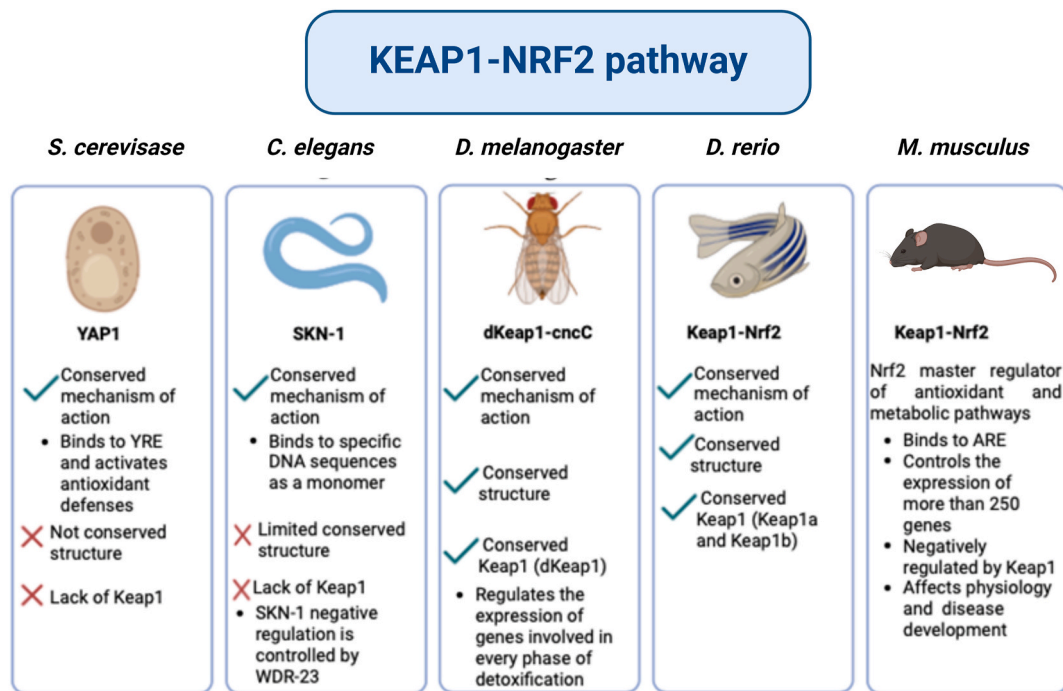 KEAP1-NRF2 pathway
S. cerevisase
C. elegans
D. melanogaster
D. rerio
M. musculus
YAP1
Conserved
mechanism of
action
• Binds to YRE
and activates
antioxidant
defenses
Not conserved
structure
Lack of Keap1
SKN-1
Conserved
mechanism of
action
• Binds to specific
DNA sequences
as a monomer
Limited conserved
structure
Lack of Keap1
• SKN-1 negative
regulation is
controlled by
WDR-23
dKeap1-cncC
Conserved
mechanism of
action
Conserved
structure
Conserved
Keap1 (dKeap1)
• Regulates the
expression of
genes involved in
every phase of
detoxification
Keap1-Nrf2
Conserved
mechanism of
action
Conserved
structure
Conserved
Keap1 (Keap1a
and Keap1b)
Keap1-Nrf2
Nrf2 master regulator
of antioxidant and
metabolic pathways
• Binds to ARE
• Controls the
expression of
more than 250
genes
• Negatively
regulated by Keap1
• Affects physiology
and disease
development